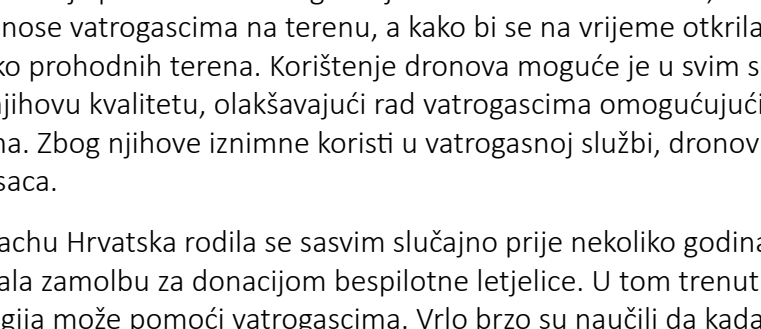 nose vatrogascima na terenu, a kako bi se na vrijeme otkrila
ko prohodnih terena. Korištenje dronova moguće je u svim s
njihovu kvalitetu, olakšavajući rad vatrogascima omogućujući
na. Zbog njihove iznimne koristi u vatrogasnoj službi, dronov
saca.
achu Hrvatska rodila se sasvim slučajno prije nekoliko godina
ala zamolbu za donacijom bespilotne letjelice. U tom trenut
gija može pomoći vatrogascima. Vrlo brzo su naučili da kada